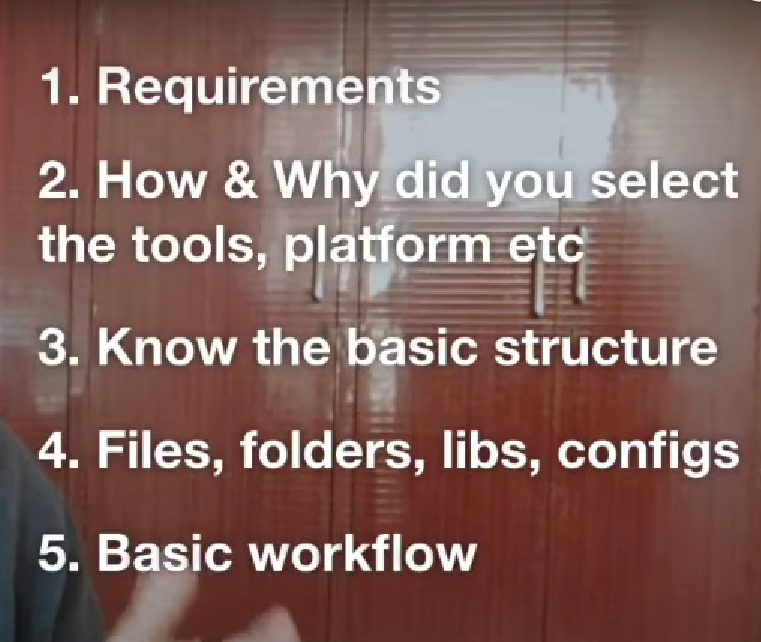 1. Requirements
2. How & Why did you select
the tools, platform etc
3. Know the basic structure
4. Files, folders, libs, configs
5. Basic workflow